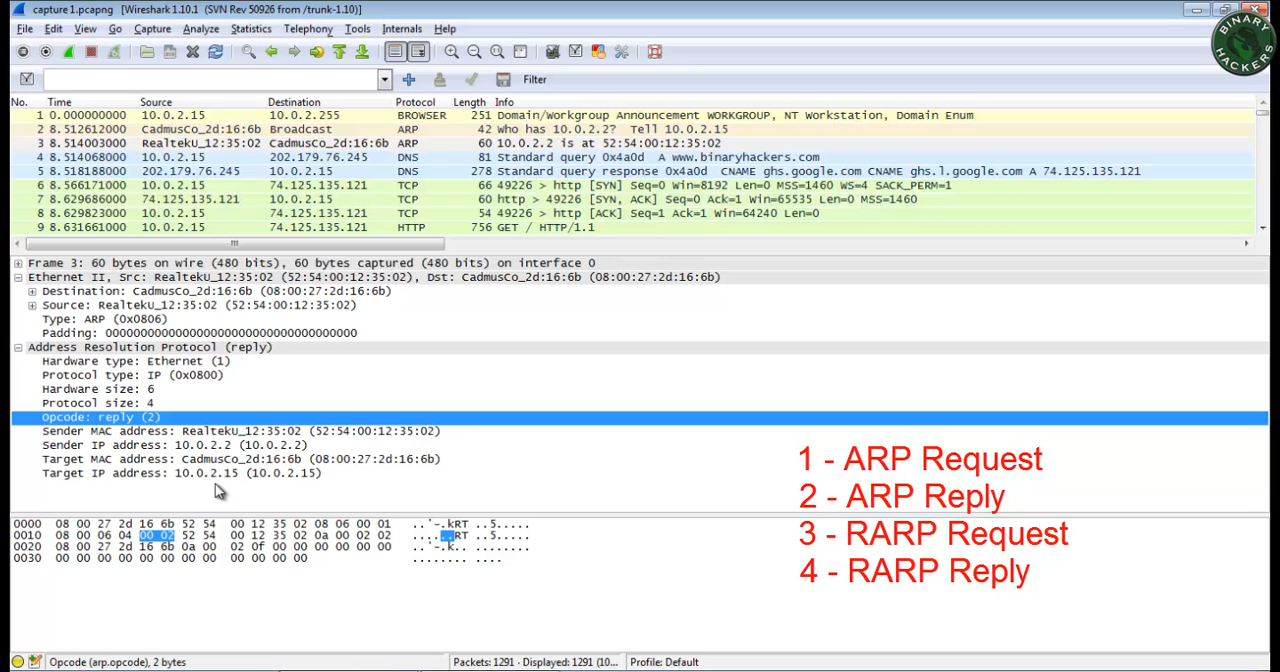 capture 1.pcapng [Wireshark 1.10.1 (SVN Rev 50926 from /trunk-1.10)]
BINARY HACKERS
File Edit View Go Capture Analyze Statistics Telephony Tools Internals Help
Filter
No. Time Source Destination Protocol Length Info
1 0.000000000 10.0.2.15 10.0.2.255 BROWSER 251 Domain/Workgroup Announcement WORKGROUP, NT Workstation, Domain Enum
2 8.512612000 CadmusCo_2d:16:6b Broadcast ARP 42 Who has 10.0.2.2? Tell 10.0.2.15
3 8.514003000 RealtekU_12:35:02 CadmusCo_2d:16:6b ARP 60 10.0.2.2 is at 52:54:00:12:35:02
4 8.514068000 10.0.2.15 202.179.76.245 DNS 81 Standard query 0x4a0d A www.binaryhackers.com
5 8.518188000 202.179.76.245 10.0.2.15 DNS 278 Standard query response 0x4a0d CNAME ghs.google.com CNAME ghs.l.google.com A 74.125.135.121
6 8.566171000 10.0.2.15 74.125.135.121 TCP 66 49226 > http [SYN] Seq=0 Win=8192 Len=0 MSS=1460 WS=4 SACK_PERM=1
7 8.629686000 74.125.135.121 10.0.2.15 TCP 60 http > 49226 [SYN, ACK] Seq=0 Ack=1 Win=65535 Len=0 MSS=1460
8 8.629823000 10.0.2.15 74.125.135.121 TCP 54 49226 > http [ACK] Seq=1 Ack=1 Win=64240 Len=0
9 8.631661000 10.0.2.15 74.125.135.121 HTTP 756 GET / HTTP/1.1
Frame 3: 60 bytes on wire (480 bits), 60 bytes captured (480 bits) on interface 0
Ethernet II, Src: RealtekU_12:35:02 (52:54:00:12:35:02), Dst: CadmusCo_2d:16:6b (08:00:27:2d:16:6b)
Destination: CadmusCo_2d:16:6b (08:00:27:2d:16:6b)
Source: RealtekU_12:35:02 (52:54:00:12:35:02)
Type: ARP (0x0806)
Padding: 000000000000000000000000000000000000
Address Resolution Protocol (reply)
Hardware type: Ethernet (1)
Protocol type: IP (0x0800)
Hardware size: 6
Protocol size: 4
Opcode: reply (2)
Sender MAC address: RealtekU_12:35:02 (52:54:00:12:35:02)
Sender IP address: 10.0.2.2 (10.0.2.2)
Target MAC address: CadmusCo_2d:16:6b (08:00:27:2d:16:6b)
Target IP address: 10.0.2.15 (10.0.2.15)
1 - ARP Request
2 - ARP Reply
3 - RARP Request
4 - RARP Reply
0000 08 00 27 2d 16 6b 52 54 00 12 35 02 08 06 00 01 ..'-.kRT ..5.....
0010 08 00 06 04 00 02 52 54 00 12 35 02 0a 00 02 02 ......RT ..5.....
0020 08 00 27 2d 16 6b 0a 00 02 0f 00 00 00 00 00 00 ..'-.k.. ........
0030 00 00 00 00 00 00 00 00 00 00 00 00 ........ ....
Opcode (arp.opcode), 2 bytes Packets: 1291 - Displayed: 1291 (10... Profile: Default